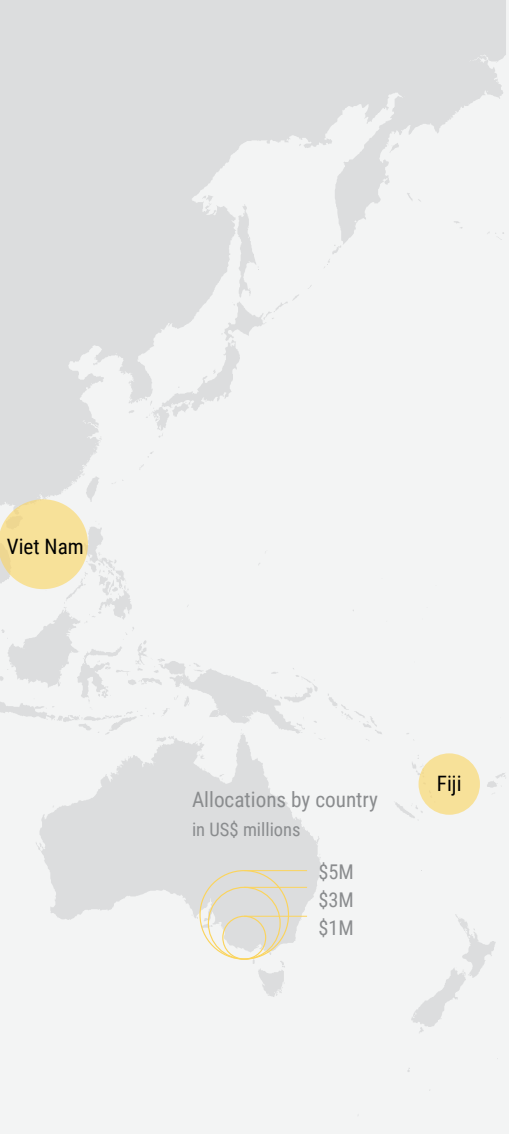 Viet Nam
Fiji
Allocations by country
in US$ millions
$5M
$3M
$1M